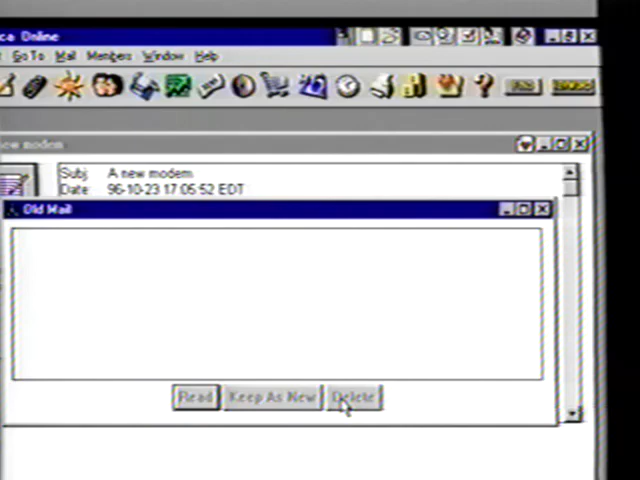 ca Online
Go To Mail Members Window Help
ew modem
Subj: A new modem
Date: 96-10-23 17:05:52 EDT
Old Mail
Read Keep As New Delete